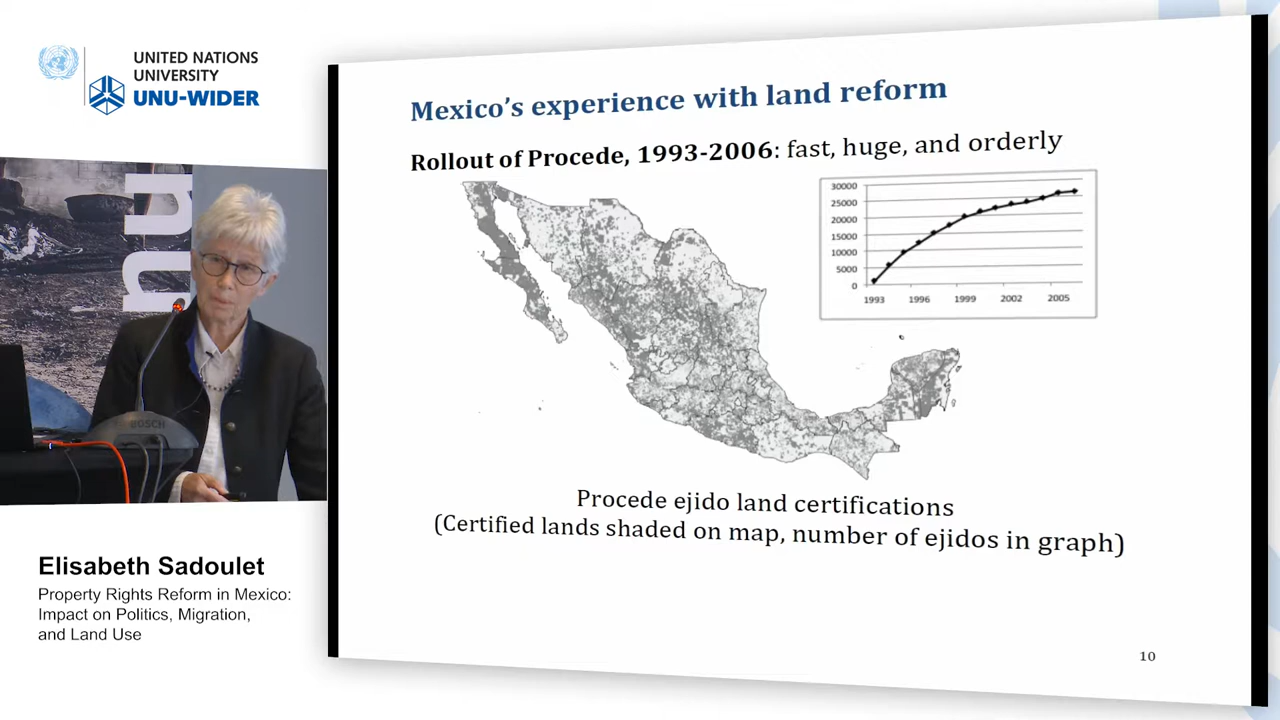 UNITED NATIONS
UNIVERSITY
UNU-WIDER
nu
BOSCH
Elisabeth Sadoulet
Property Rights Reform in Mexico:
Impact on Politics, Migration,
and Land Use
Mexico's experience with land reform
Rollout of Procede, 1993-2006: fast, huge, and orderly
30000
25000
20000
15000
10000
5000
0
1993 1996 1999 2002 2005
Procede ejido land certifications
(Certified lands shaded on map, number of ejidos in graph)
10